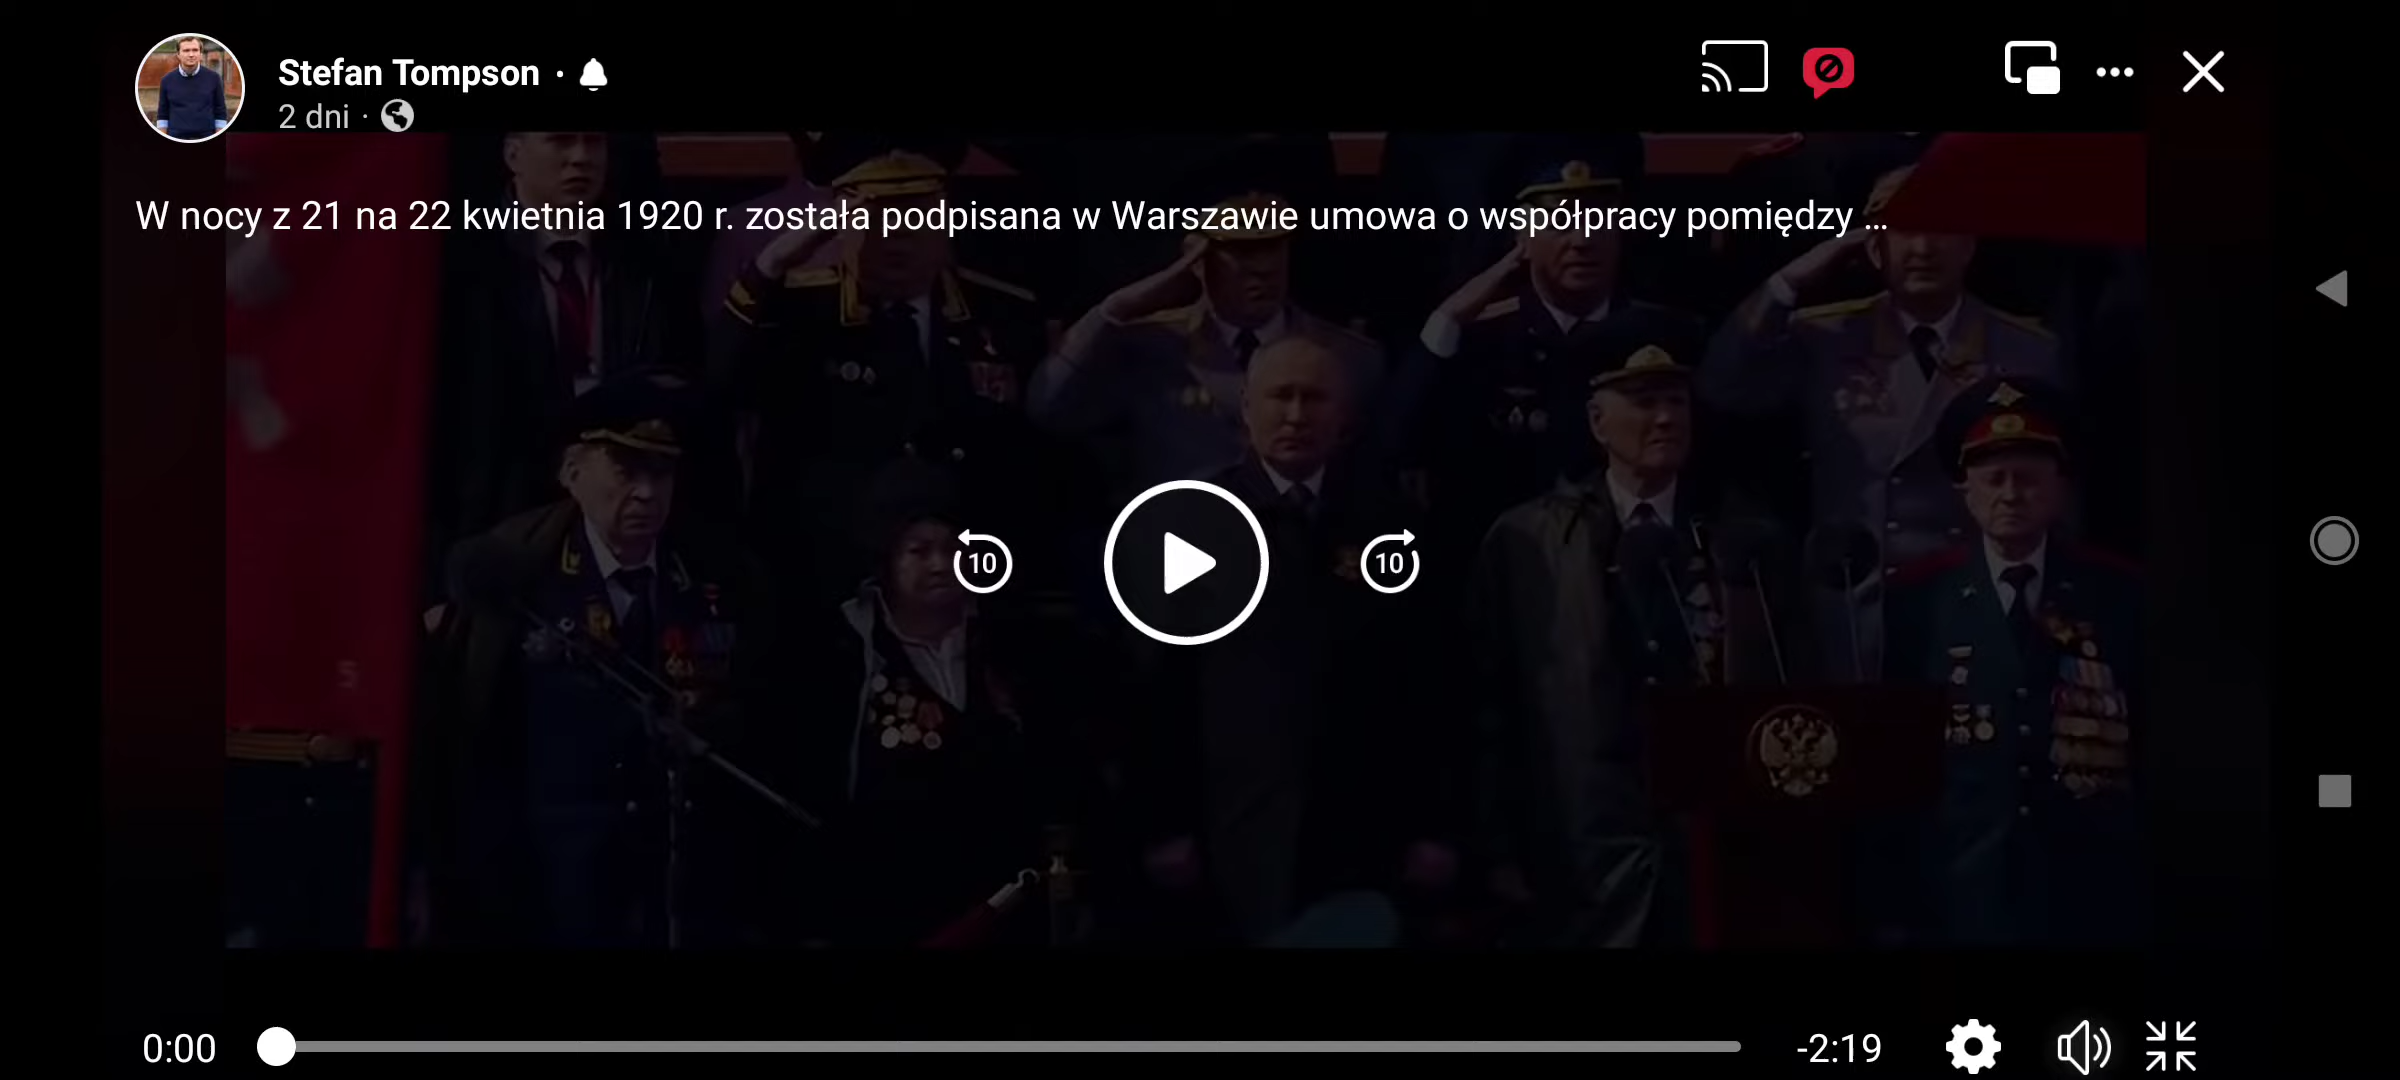 Stefan Tompson ·
2 dni ·
W nocy z 21 na 22 kwietnia 1920 r. została podpisana w Warszawie umowa o współpracy pomiędzy ...
10
10
0:00
-2:19